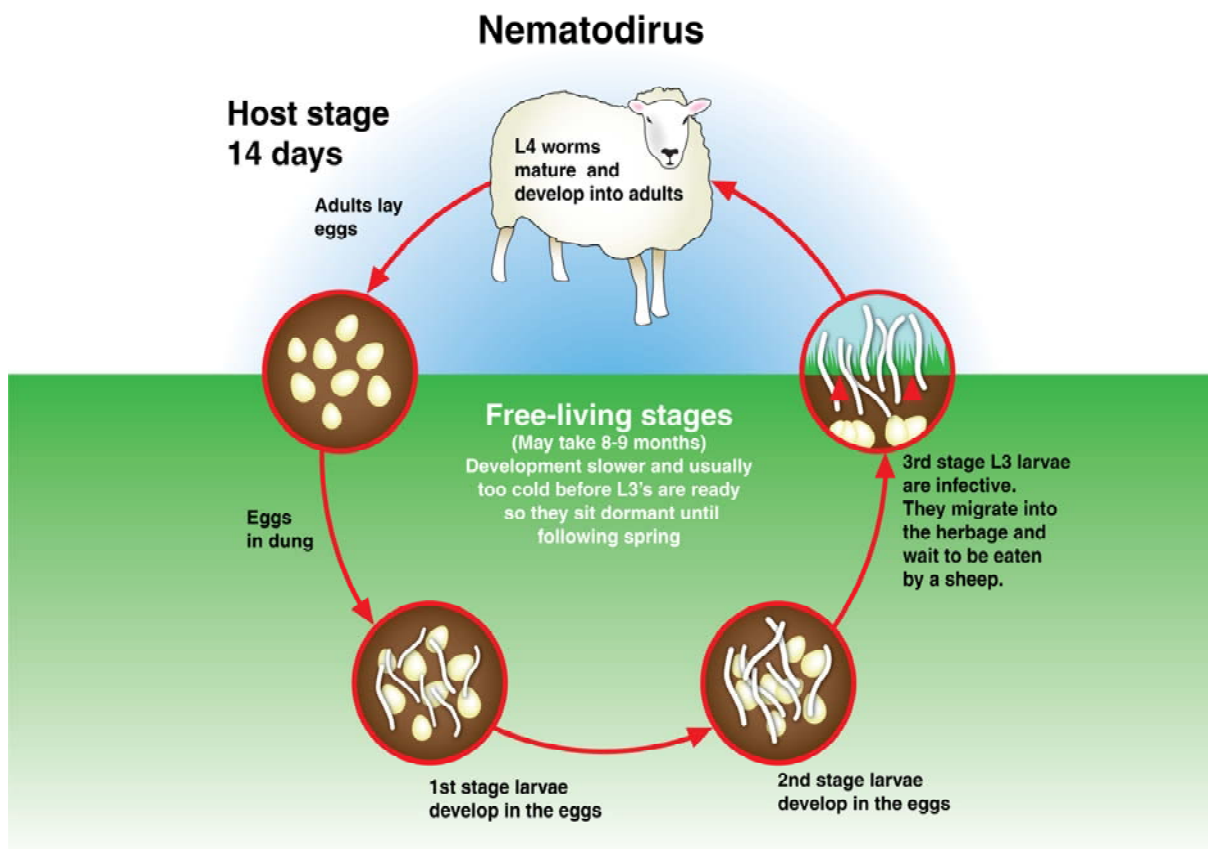 Nematodirus
Host stage
14 days
L4 worms
mature and
develop into adults
Adults lay
eggs
Free-living stages
(May take 8-9 months)
Development slower and usually
too cold before L3's are ready
so they sit dormant until
following spring
Eggs
in dung
3rd stage L3 larvae
are infective.
They migrate into
the herbage and
wait to be eaten
by a sheep.
1st stage larvae
develop in the eggs
2nd stage larvae
develop in the eggs